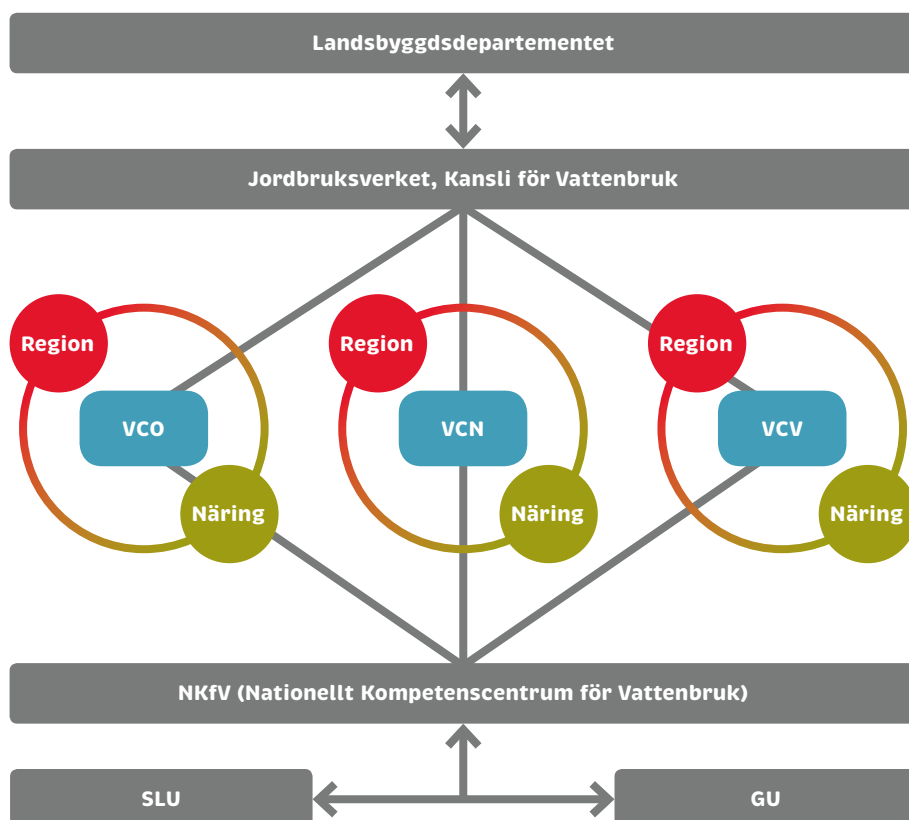 Landsbyggdsdepartementet
Jordbruksverket, Kansli för Vattenbruk
Region
Region
Region
VCO
VCN
VCV
Näring
Näring
Näring
NKfV (Nationellt Kompetenscentrum för Vattenbruk)
SLU
GU